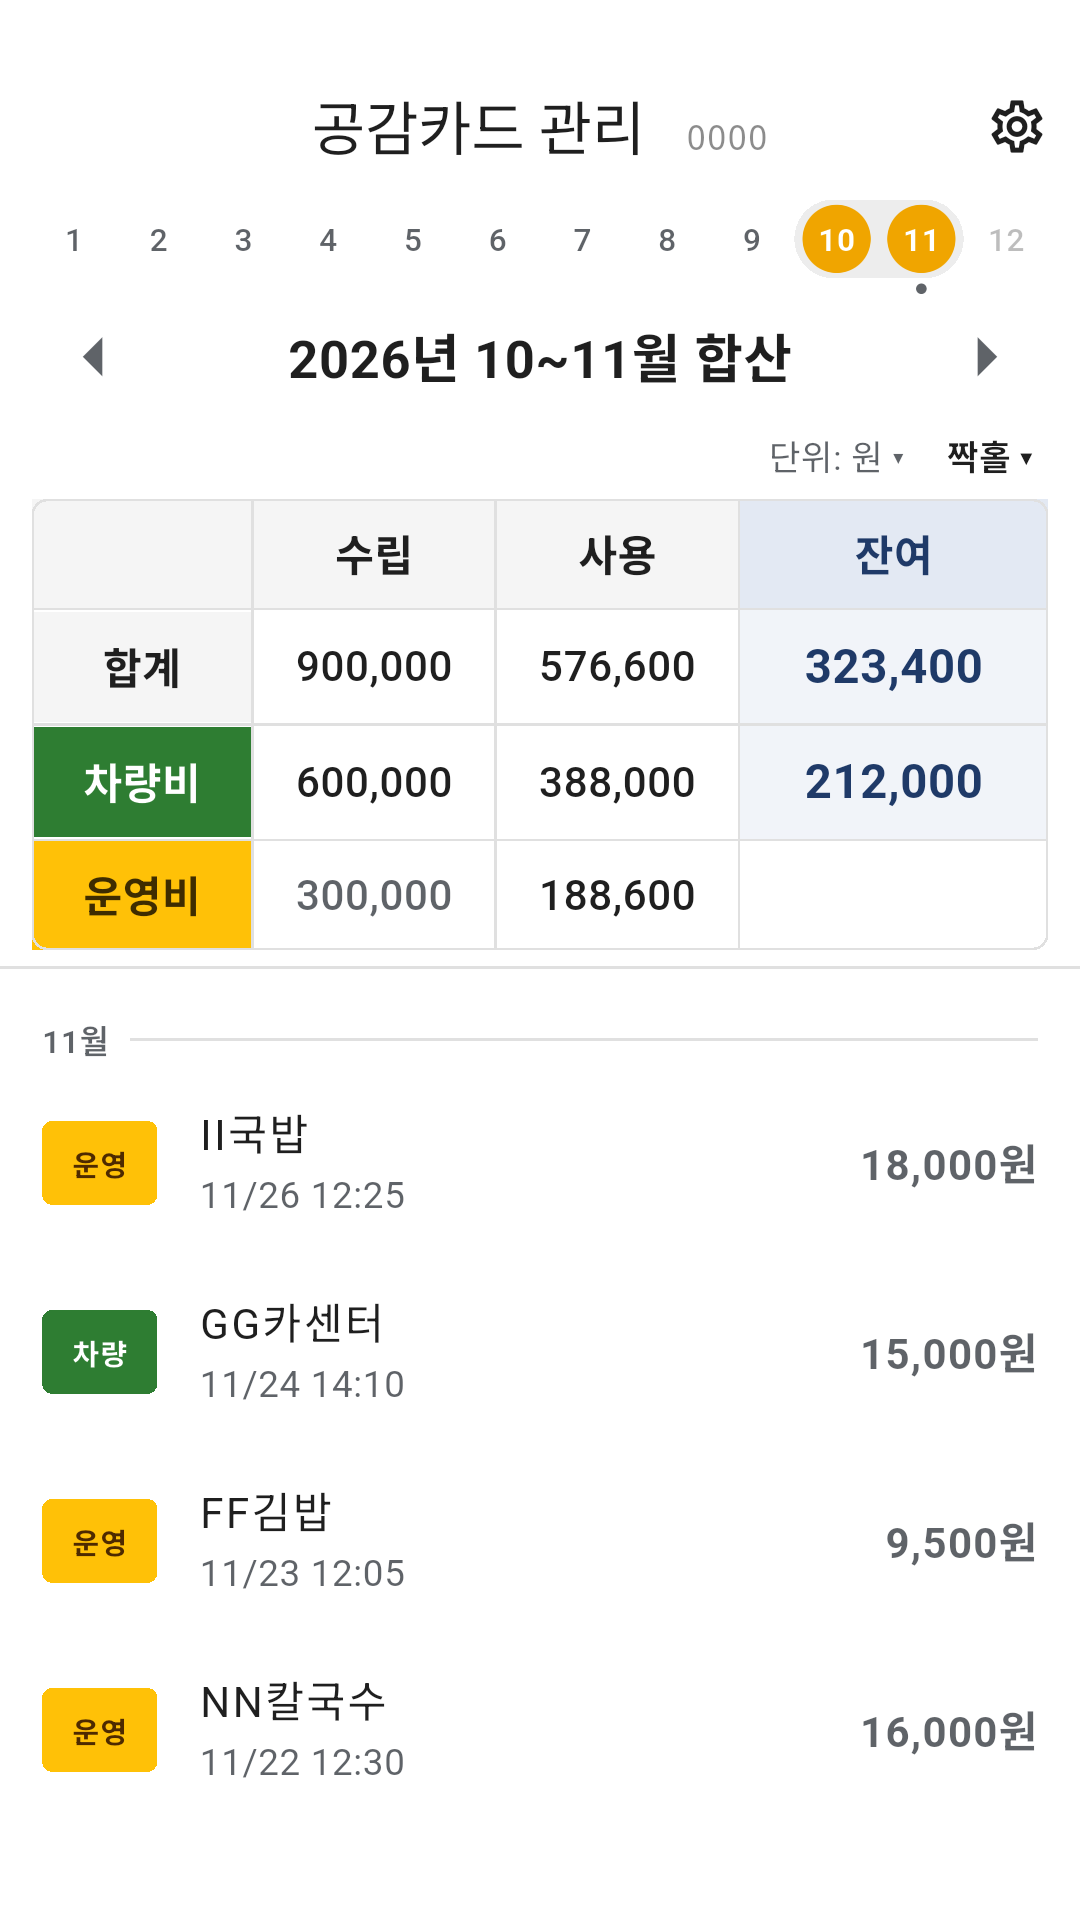 공감카드 관리 0000
1 2 3 4 5 6 7 8 9 10 11 12
2026년 10~11월 합산
단위: 원 ▾ 짝홀 ▾
수립 사용 잔여
합계 900,000 576,600 323,400
차량비 600,000 388,000 212,000
운영비 300,000 188,600
11월
운영 II국밥 18,000원
11/26 12:25
차량 GG카센터 15,000원
11/24 14:10
운영 FF김밥 9,500원
11/23 12:05
운영 NN칼국수 16,000원
11/22 12:30